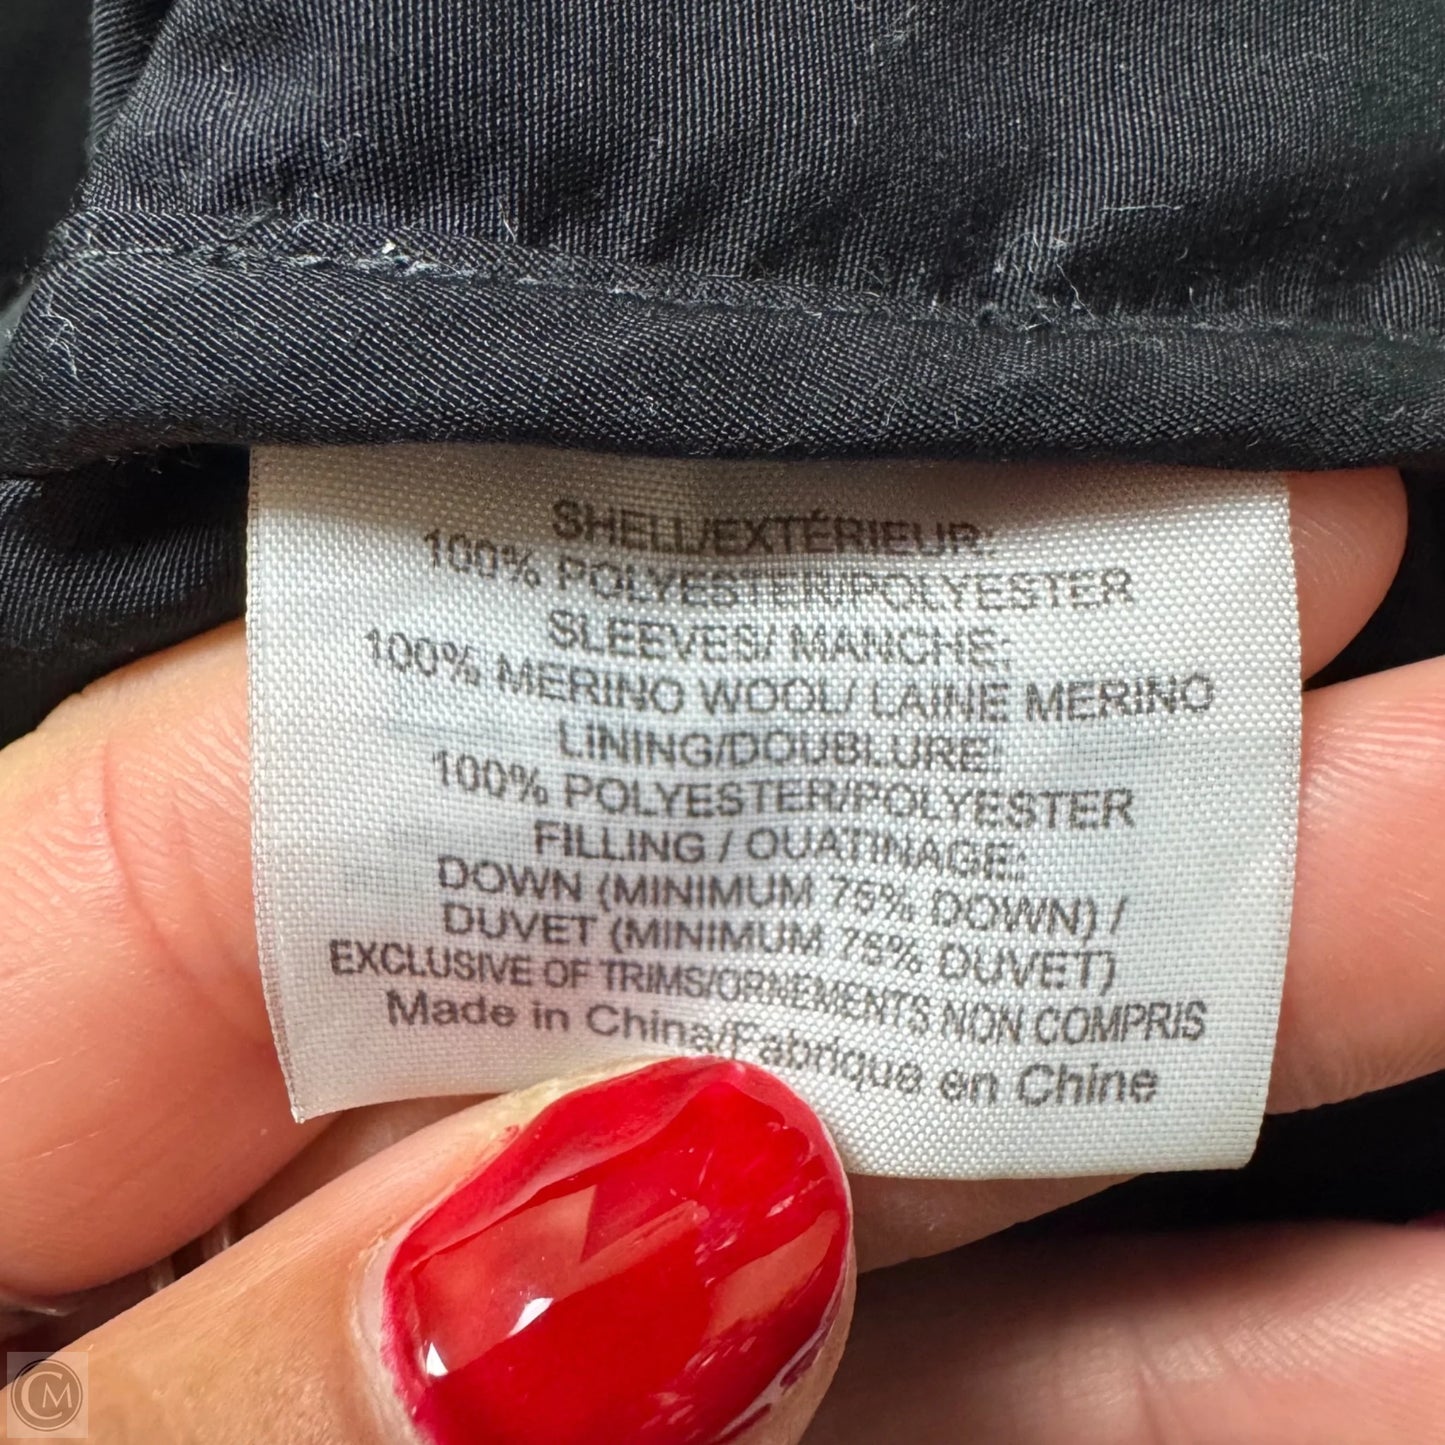 SHELL/EXTÉRIEUR:
100% POLYESTER/POLYESTER
SLEEVES/ MANCHE:
100% MERINO WOOL/ LAINE MERINO
LINING/DOUBLURE:
100% POLYESTER/POLYESTER
FILLING / OUATINAGE:
DOWN (MINIMUM 75% DOWN) /
DUVET (MINIMUM 75% DUVET)
EXCLUSIVE OF TRIMS/ORNEMENTS NON COMPRIS
Made in China/Fabrique en Chine
CM